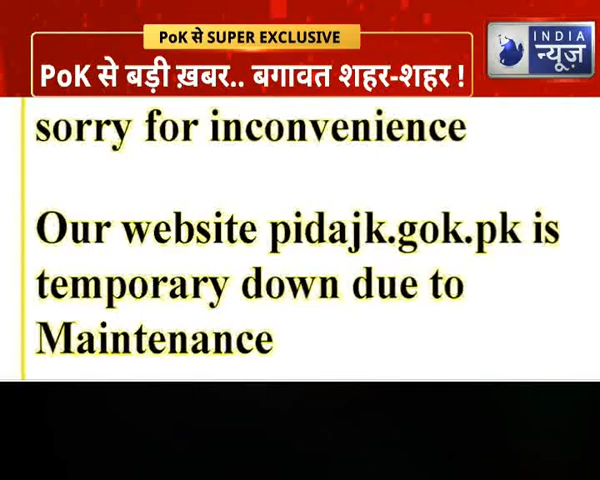 PoK से SUPER EXCLUSIVE
PoK से बड़ी ख़बर.. बगावत शहर-शहर !
INDIA
न्यूज़
sorry for inconvenience
Our website pidajk.gok.pk is
temporary down due to
Maintenance